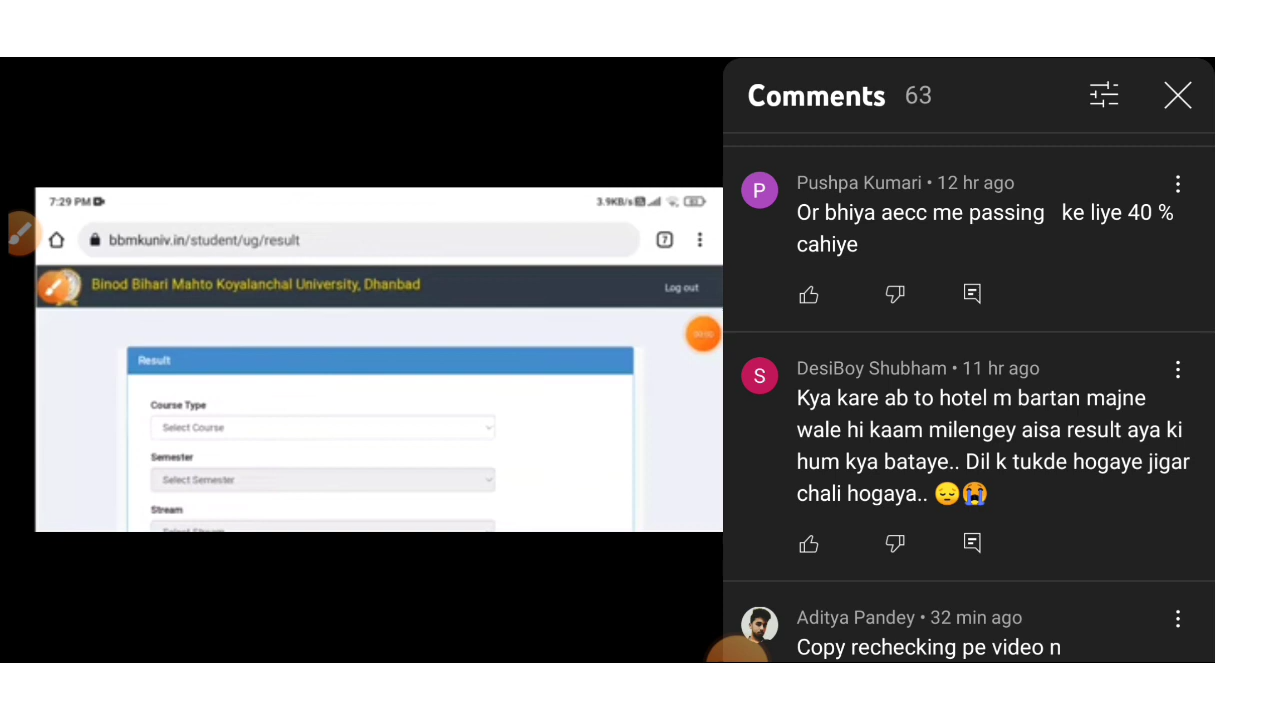 Comments 63
7:29 PM
3.9KB/s
bbmkuniv.in/student/ug/result
7
Binod Bihari Mahto Koyalanchal University, Dhanbad
Log out
Result
Course Type
Select Course
Semester
Select Semester
Stream
Select Stream
P
Pushpa Kumari • 12 hr ago
Or bhiya aecc me passing ke liye 40 %
cahiye
S
DesiBoy Shubham • 11 hr ago
Kya kare ab to hotel m bartan majne
wale hi kaam milengey aisa result aya ki
hum kya bataye.. Dil k tukde hogaye jigar
chali hogaya.. 😔😭
Aditya Pandey • 32 min ago
Copy rechecking pe video n